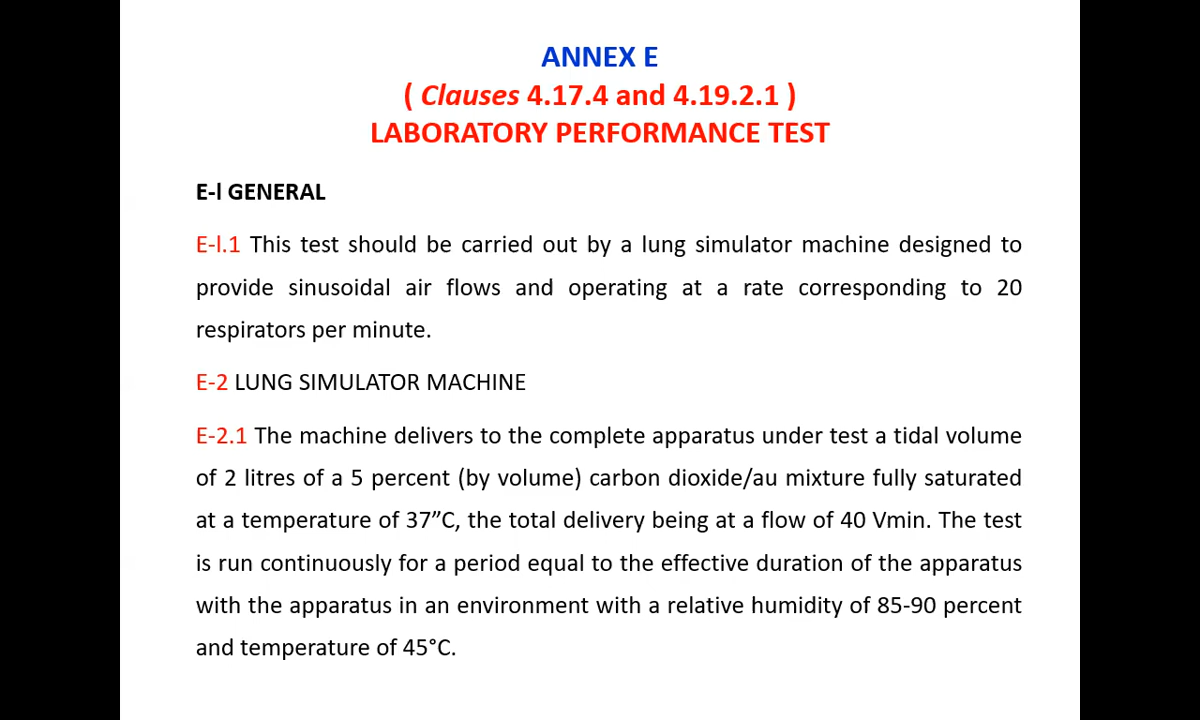 ANNEX E
( Clauses 4.17.4 and 4.19.2.1 )
LABORATORY PERFORMANCE TEST
E-l GENERAL
E-l.1 This test should be carried out by a lung simulator machine designed to
provide sinusoidal air flows and operating at a rate corresponding to 20
respirators per minute.
E-2 LUNG SIMULATOR MACHINE
E-2.1 The machine delivers to the complete apparatus under test a tidal volume
of 2 litres of a 5 percent (by volume) carbon dioxide/au mixture fully saturated
at a temperature of 37”C, the total delivery being at a flow of 40 Vmin. The test
is run continuously for a period equal to the effective duration of the apparatus
with the apparatus in an environment with a relative humidity of 85-90 percent
and temperature of 45°C.